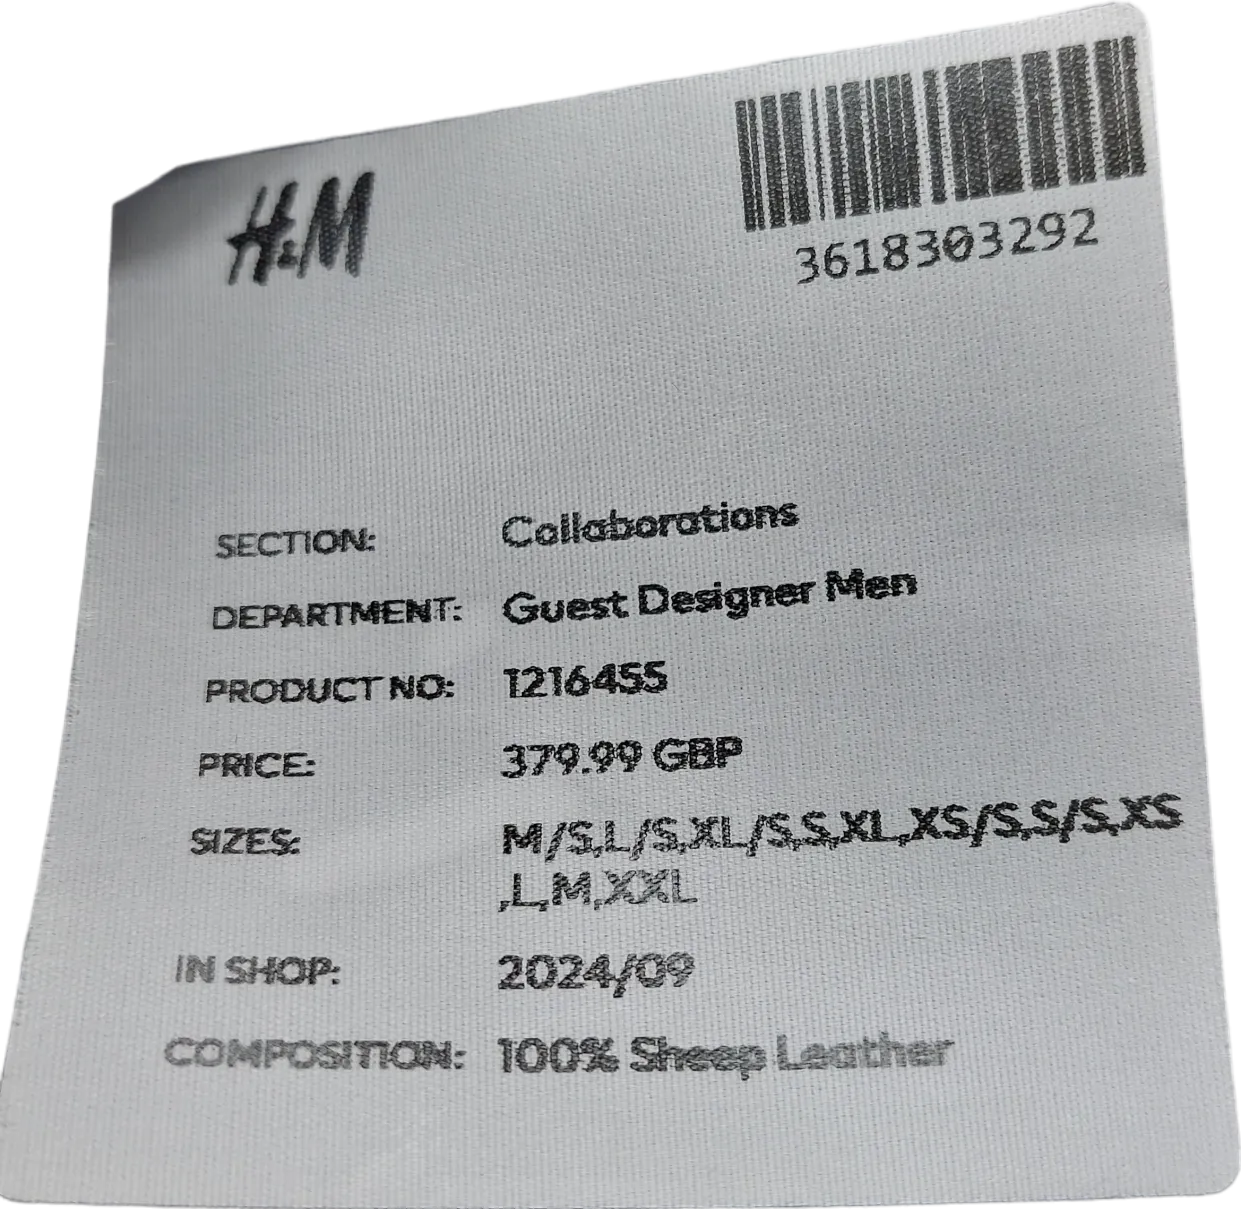 H&M
3618303292
SECTION: Collaborations
DEPARTMENT: Guest Designer Men
PRODUCT NO: 1216455
PRICE: 379.99 GBP
SIZES: M/S,L/S,XL/S,S,XL,XS/S,S/S,XS
,L,M,XXL
IN SHOP: 2024/09
COMPOSITION: 100% Sheep Leather